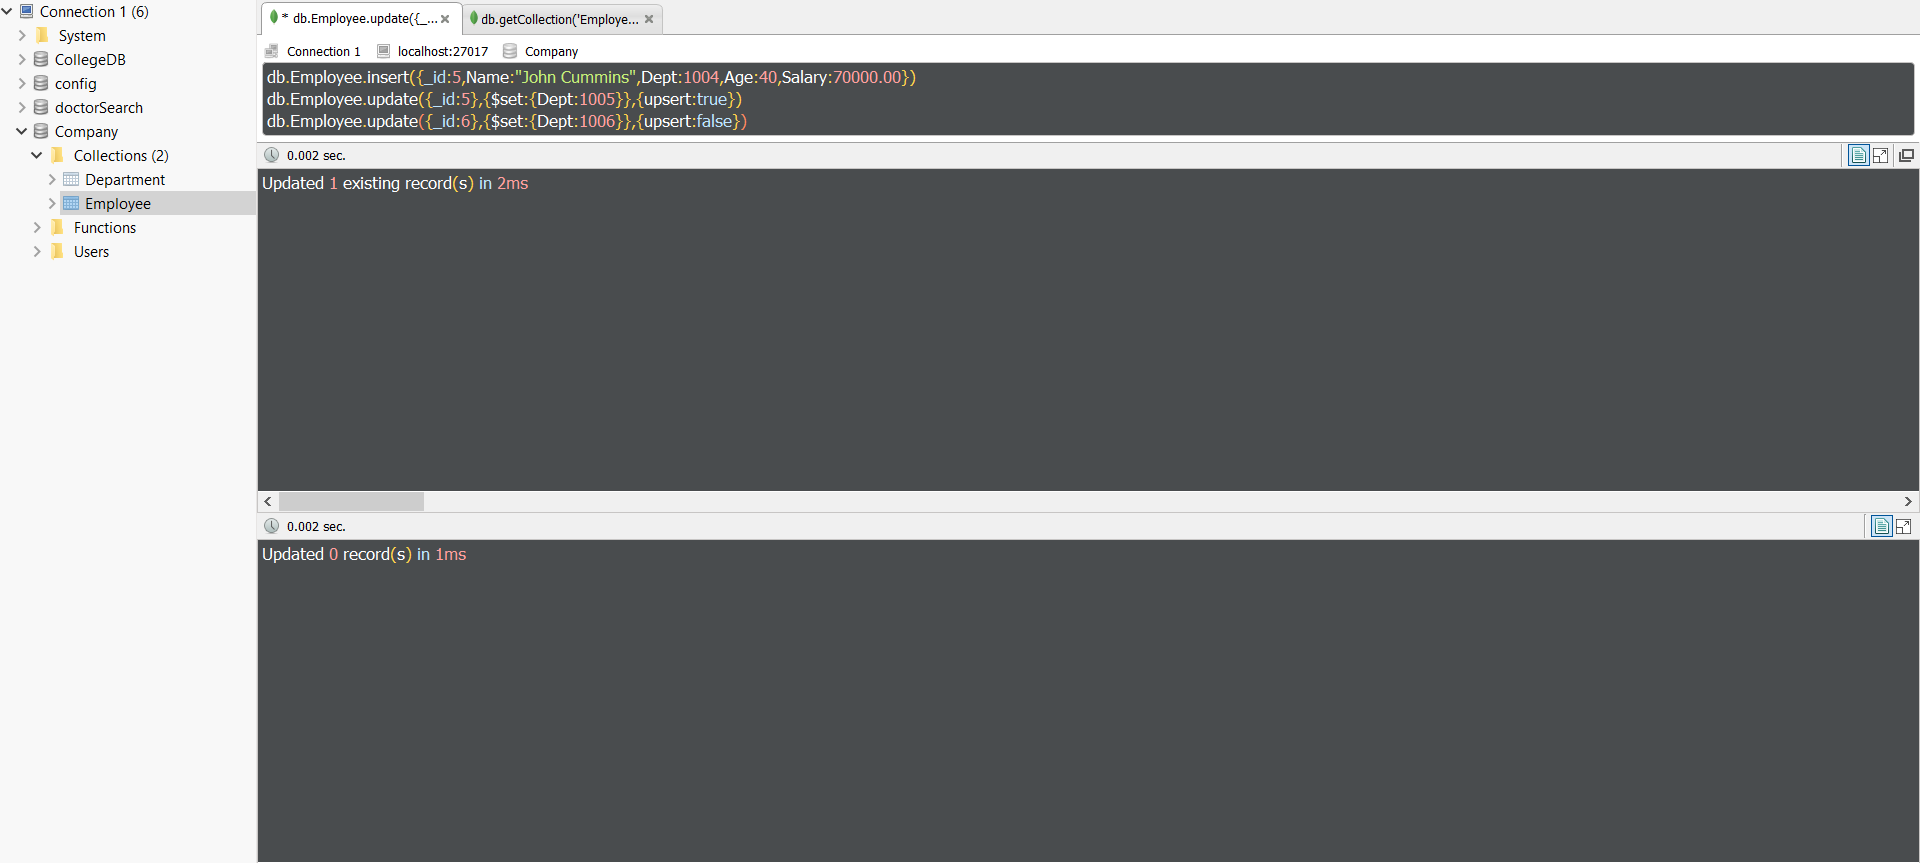 Connection 1 (6)
System
CollegeDB
config
doctorSearch
Company
Collections (2)
Department
Employee
Functions
Users
* db.Employee.update({_...
db.getCollection('Employe...
Connection 1 localhost:27017 Company
db.Employee.insert({_id:5,Name:"John Cummins",Dept:1004,Age:40,Salary:70000.00})
db.Employee.update({_id:5},{$set:{Dept:1005}},{upsert:true})
db.Employee.update({_id:6},{$set:{Dept:1006}},{upsert:false})
0.002 sec.
Updated 1 existing record(s) in 2ms
0.002 sec.
Updated 0 record(s) in 1ms